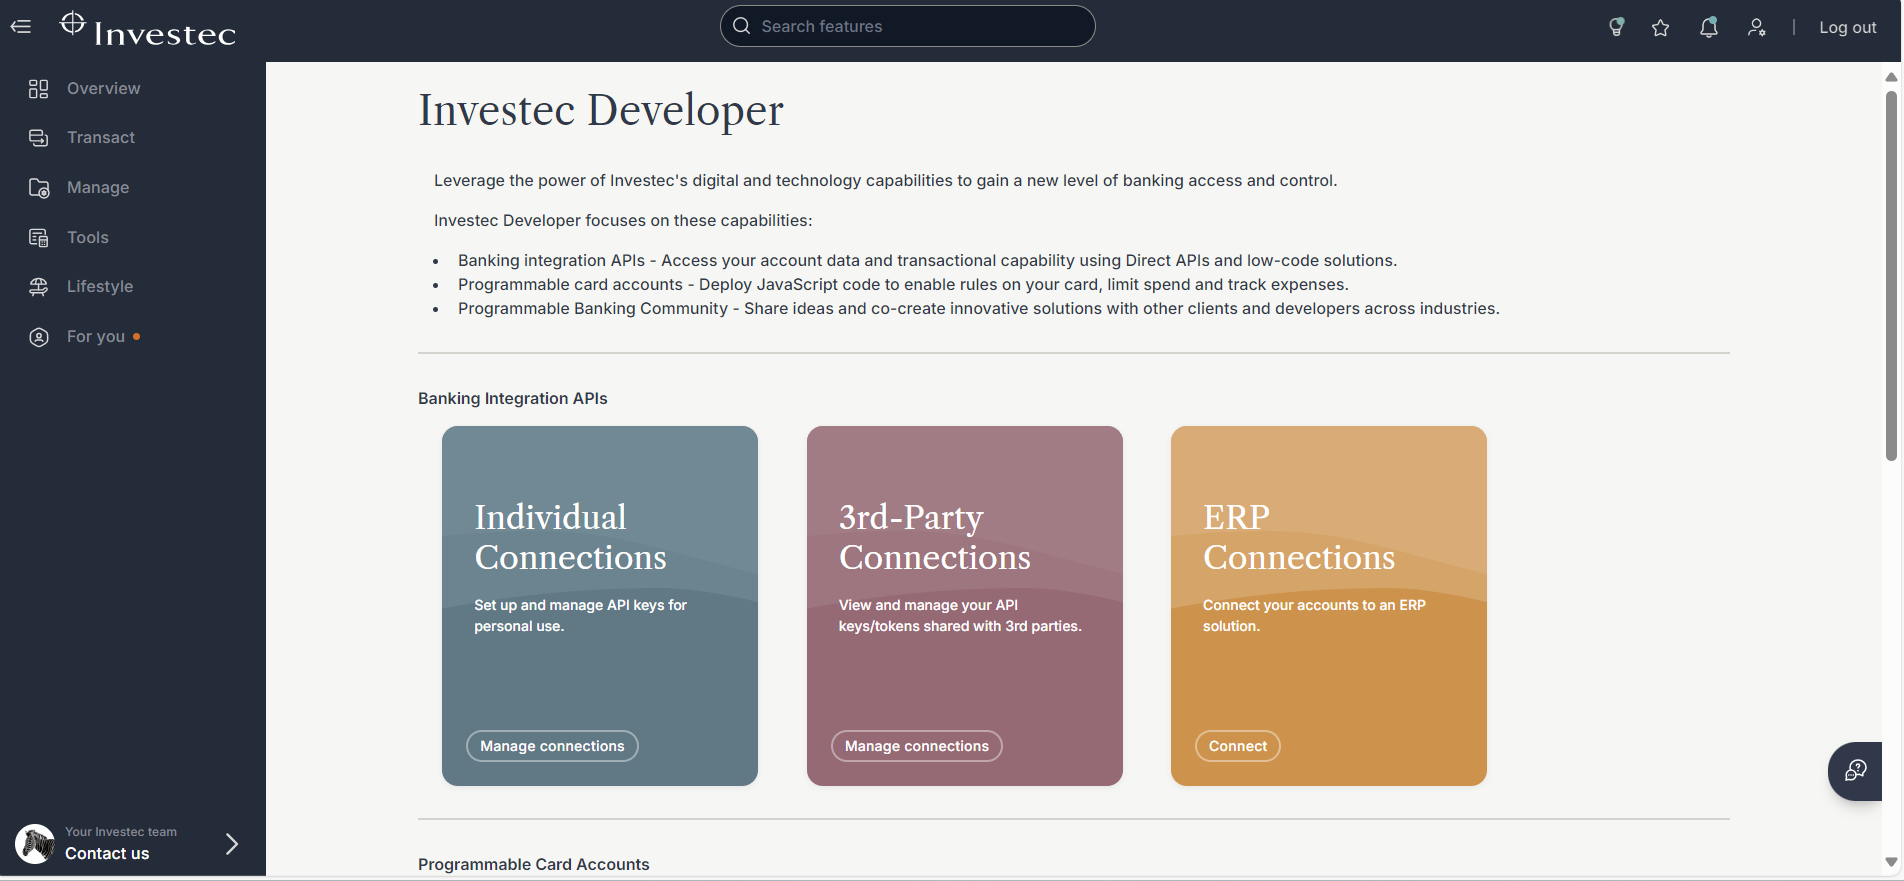 Investec
Search features
Log out
Overview
Transact
Manage
Tools
Lifestyle
For you
Your Investec team
Contact us
Investec Developer
Leverage the power of Investec's digital and technology capabilities to gain a new level of banking access and control.
Investec Developer focuses on these capabilities:
• Banking integration APIs - Access your account data and transactional capability using Direct APIs and low-code solutions.
• Programmable card accounts - Deploy JavaScript code to enable rules on your card, limit spend and track expenses.
• Programmable Banking Community - Share ideas and co-create innovative solutions with other clients and developers across industries.
Banking Integration APIs
Individual
Connections
Set up and manage API keys for
personal use.
Manage connections
3rd-Party
Connections
View and manage your API
keys/tokens shared with 3rd parties.
Manage connections
ERP
Connections
Connect your accounts to an ERP
solution.
Connect
Programmable Card Accounts